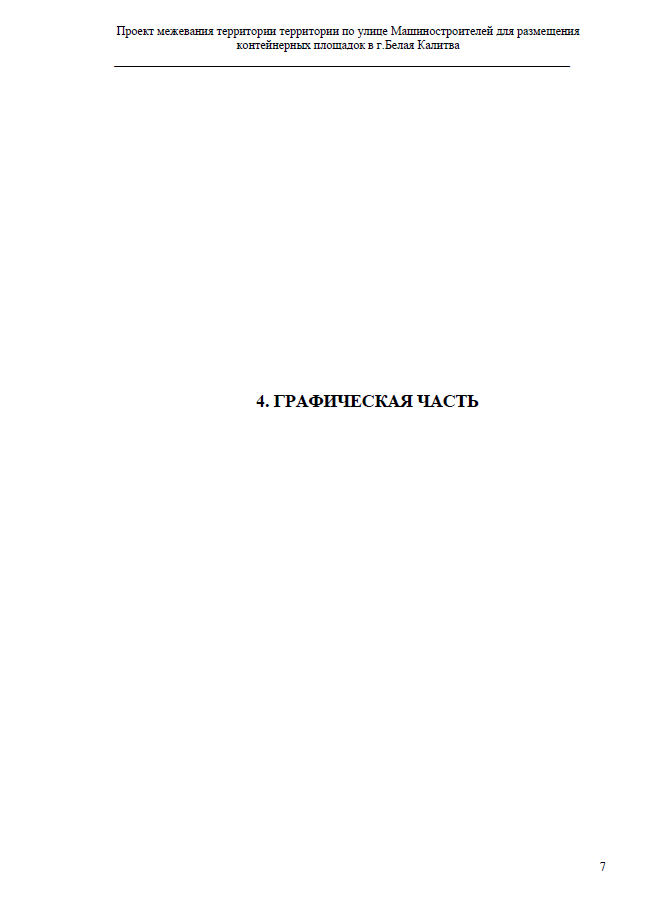 Проект межевания территории территории по улице Машиностроителей для размещения
контейнерных площадок в г.Белая Калитва
4. ГРАФИЧЕСКАЯ ЧАСТЬ
7